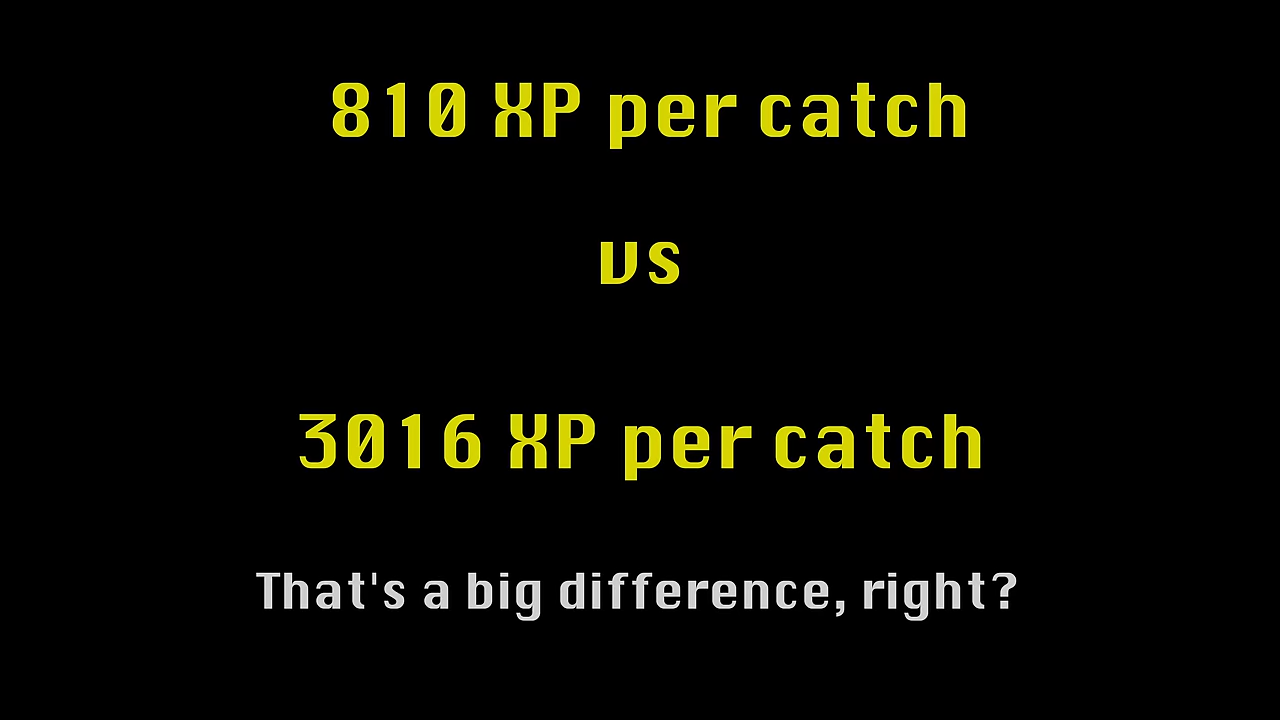 810 XP per catch
vs
3016 XP per catch
That's a big difference, right?